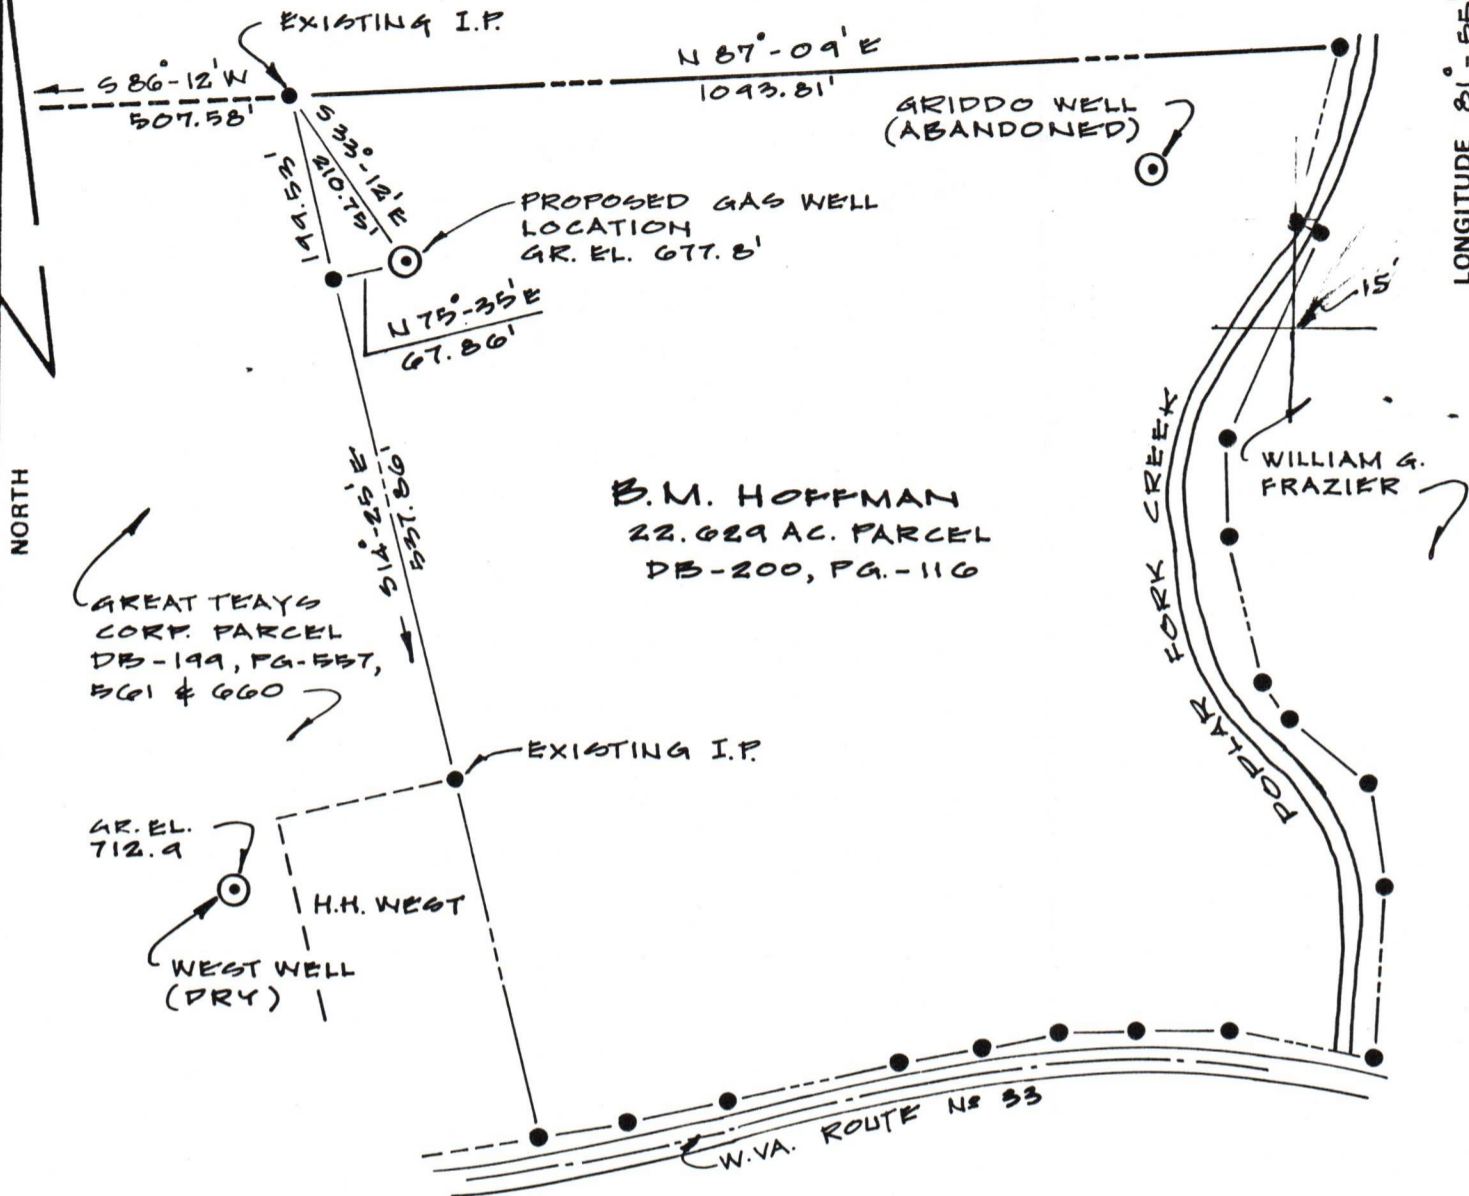 EXISTING I.P.
N 87°-09' E
1093.81'
S 86°-12' W
507.58'
S 33°-12' E
210.75'
199.53'
GRIDDO WELL
(ABANDONED)
PROPOSED GAS WELL
LOCATION
GR. EL. 677.8'
N 75°-35' E
67.86'
LONGITUDE 81°-55
15'
NORTH
S 14°-25' E
537.86'
B.M. HOFFMAN
22.629 AC. PARCEL
DB-200, PG.-116
POPLAR FORK CREEK
WILLIAM G.
FRAZIER
GREAT TEAYS
CORP. PARCEL
DB-199, PG-557,
561 & 660
EXISTING I.P.
GR. EL.
712.9
H.H. WEST
WEST WELL
(DRY)
W.VA. ROUTE Nº 33